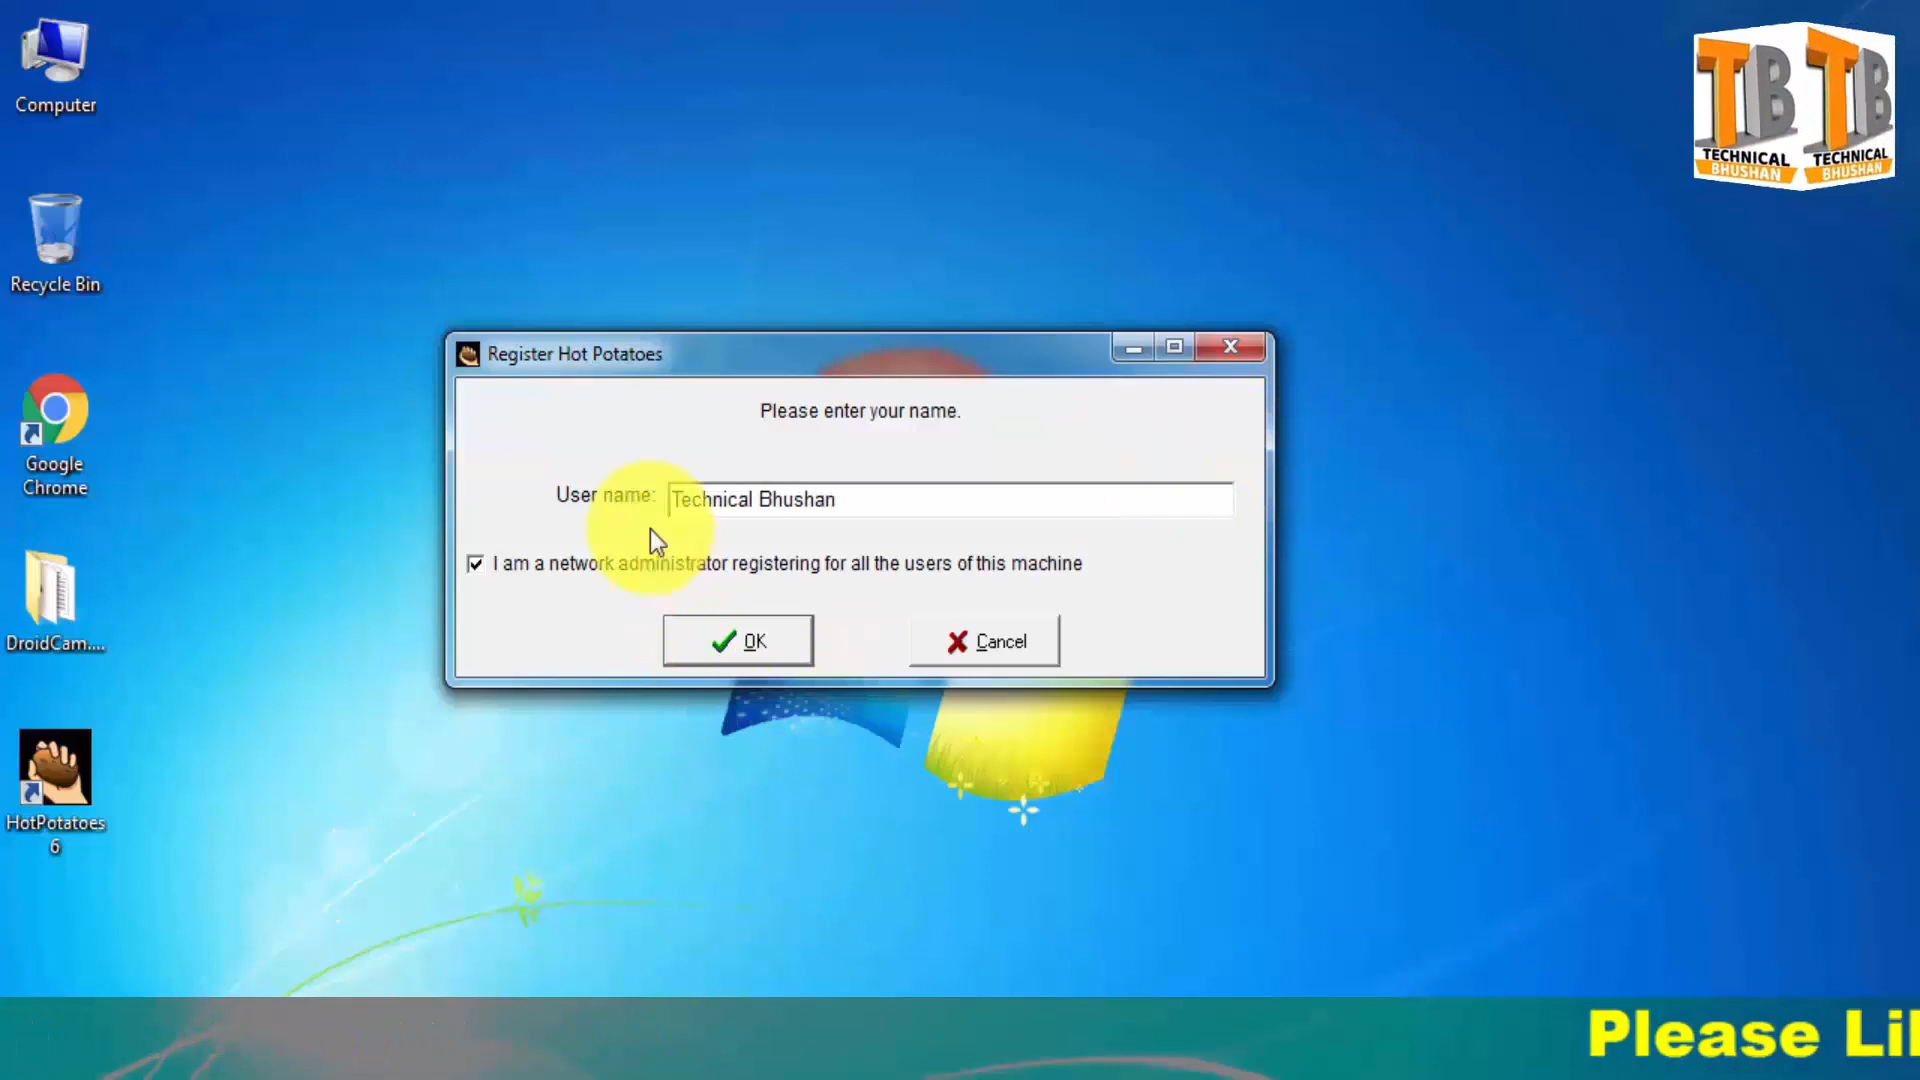 Computer
Recycle Bin
Google
Chrome
DroidCam....
HotPotatoes
6
TB TB
TECHNICAL
BHUSHAN
TECHNICAL
BHUSHAN
Register Hot Potatoes
Please enter your name.
User name:
Technical Bhushan
I am a network administrator registering for all the users of this machine
OK
Cancel
Please